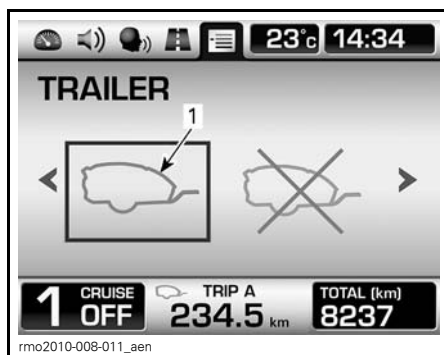 23°c 14:34
TRAILER
1
1 CRUISE OFF TRIP A 234.5 km TOTAL (km) 8237
rmo2010-008-011_aen